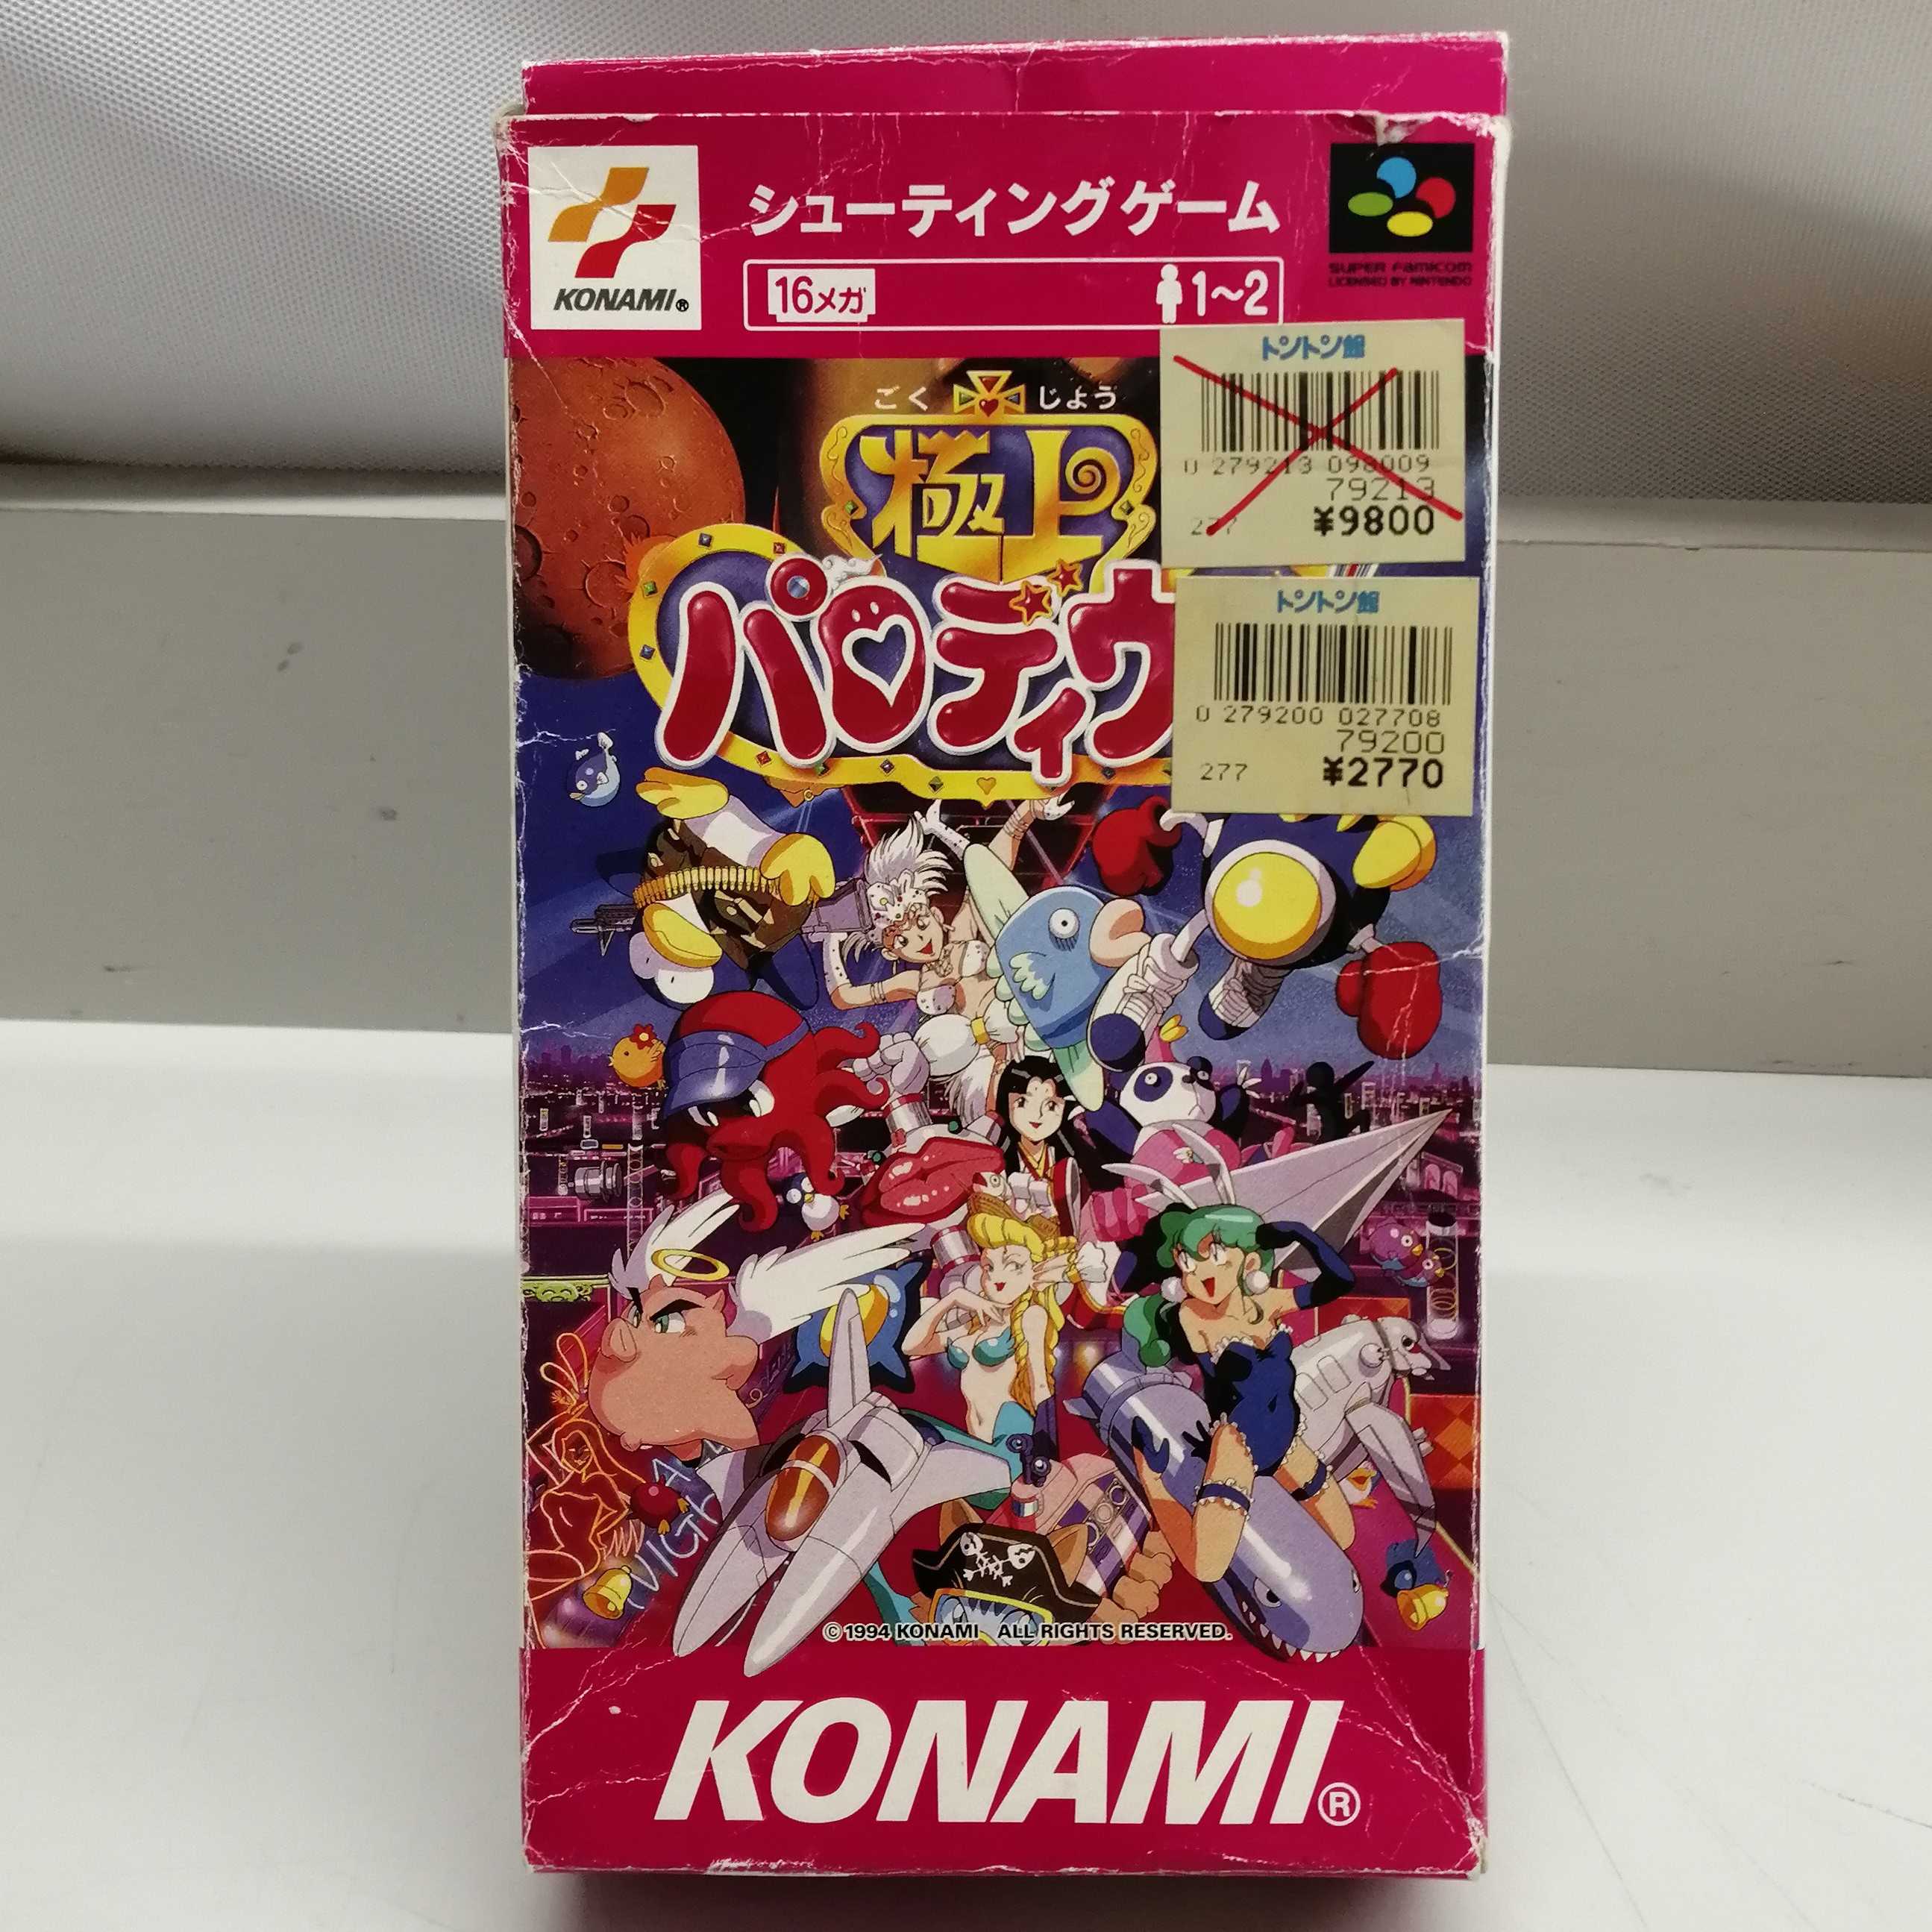 KONAMI®
シューティングゲーム
16メガ
1〜2
SUPER FAMICOM
LICENSED BY NINTENDO
トントン館
0 279213 098009
79213
277 ¥9800
ごくじょう
極上
パロディウ
トントン館
0 279200 027708
79200
277 ¥2770
©1994 KONAMI ALL RIGHTS RESERVED.
KONAMI®